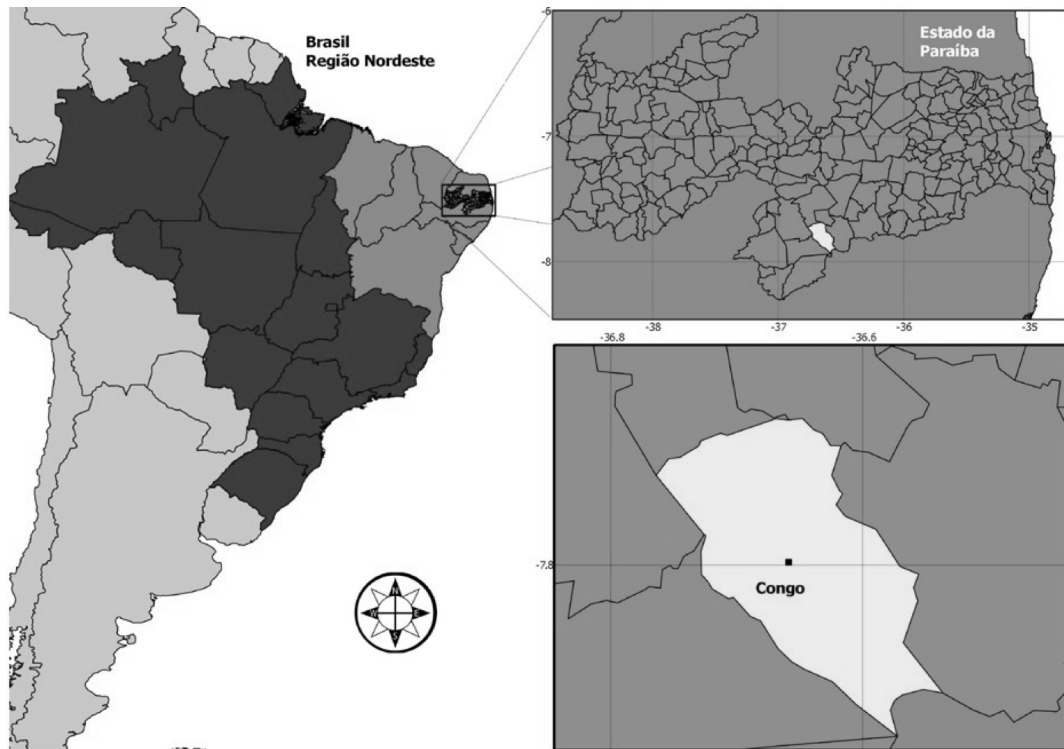 Brasil
Região Nordeste
N
W
E
S
Estado da
Paraíba
-6
-7
-8
-38
-37
-36
-35
-36.8
-36.6
-7.8
Congo